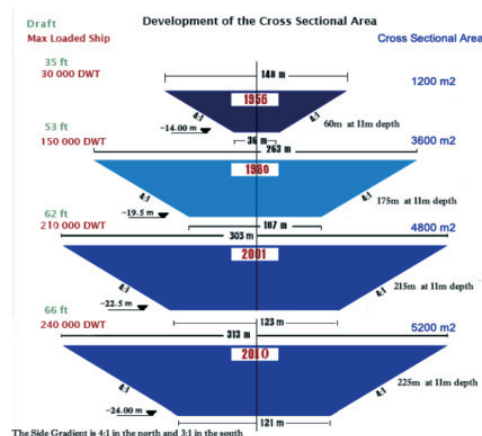 Development of the Cross Sectional Area
Draft
Max Loaded Ship
Cross Sectional Area
35 ft
30 000 DWT
148 m
1200 m2
1956
4:1
4:1
60m at 11m depth
-14.00 m
36 m
53 ft
150 000 DWT
263 m
3600 m2
1980
4:1
4:1
175m at 11m depth
-19.5 m
107 m
62 ft
210 000 DWT
303 m
4800 m2
2001
4:1
4:1
215m at 11m depth
-22.5 m
123 m
66 ft
240 000 DWT
313 m
5200 m2
2010
4:1
4:1
225m at 11m depth
-24.00 m
121 m
The Side Gradient is 4:1 in the north and 3:1 in the south